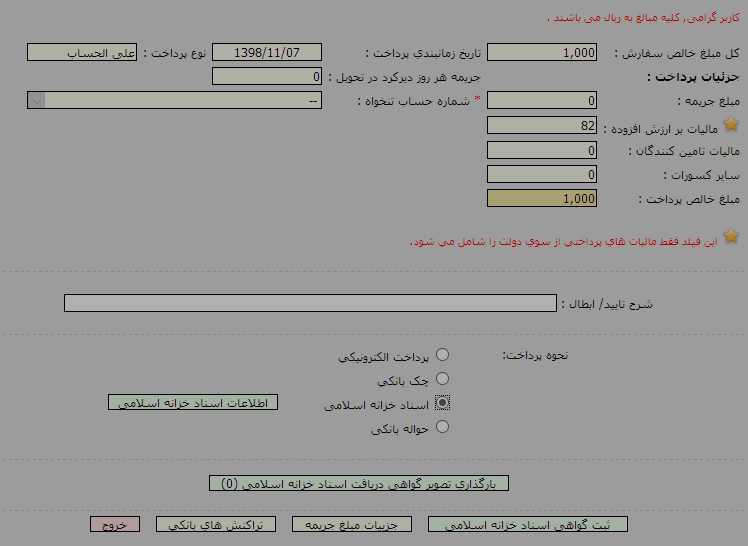 کاربر گرامی, کلیه مبالغ به ریال می باشند .
کل مبلغ خالص سفارش : 1,000 تاریخ زمانبندی پرداخت : 1398/11/07 نوع پرداخت : علی الحساب
جزئیات پرداخت : جریمه هر روز دیرکرد در تحویل : 0
مبلغ جریمه : 0 * شماره حساب تنخواه : --
مالیات بر ارزش افزوده : 82
مالیات تامین کنندگان : 0
سایر کسورات : 0
مبلغ خالص پرداخت : 1,000
این فیلد فقط مالیات های پرداختی از سوی دولت را شامل می شود.
شرح تایید/ ابطال :
نحوه پرداخت:
پرداخت الکترونیکی
چک بانکی
اسناد خزانه اسلامی اطلاعات اسناد خزانه اسلامی
حواله بانکی
بارگذاری تصویر گواهی دریافت اسناد خزانه اسلامی (0)
ثبت گواهی اسناد خزانه اسلامی جزییات مبلغ جریمه تراکنش های بانکی خروج